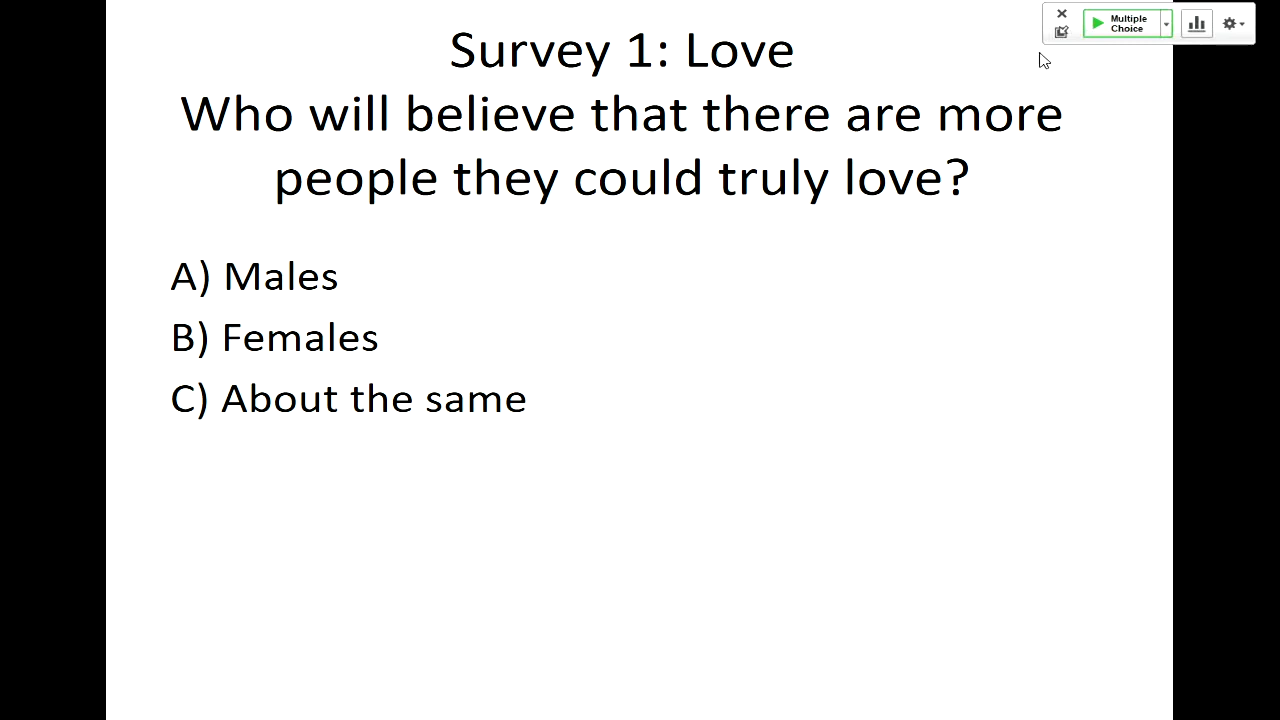 Survey 1: Love
Who will believe that there are more
people they could truly love?
A) Males
B) Females
C) About the same
Multiple
Choice